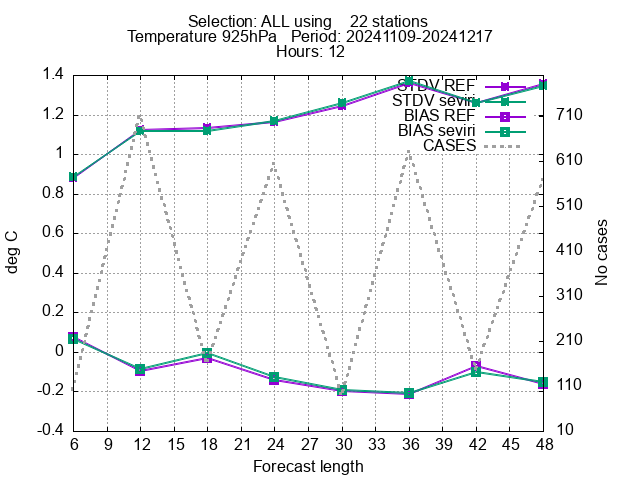 Selection: ALL using    22 stations
Temperature 925hPa   Period: 20241109-20241217
Hours: 12
1.4
1.2
1
0.8
0.6
0.4
0.2
0
-0.2
-0.4
deg C
STDV REF
STDV seviri
BIAS REF
BIAS seviri
CASES
710
610
510
410
310
210
110
10
No cases
6 9 12 15 18 21 24 27 30 33 36 39 42 45 48
Forecast length